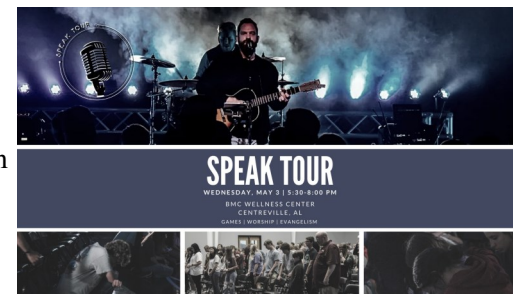 SPEAK TOUR
n
SPEAK TOUR
WEDNESDAY, MAY 3 | 5:30-8:00 PM
BMC WELLNESS CENTER
CENTREVILLE, AL
GAMES | WORSHIP | EVANGELISM